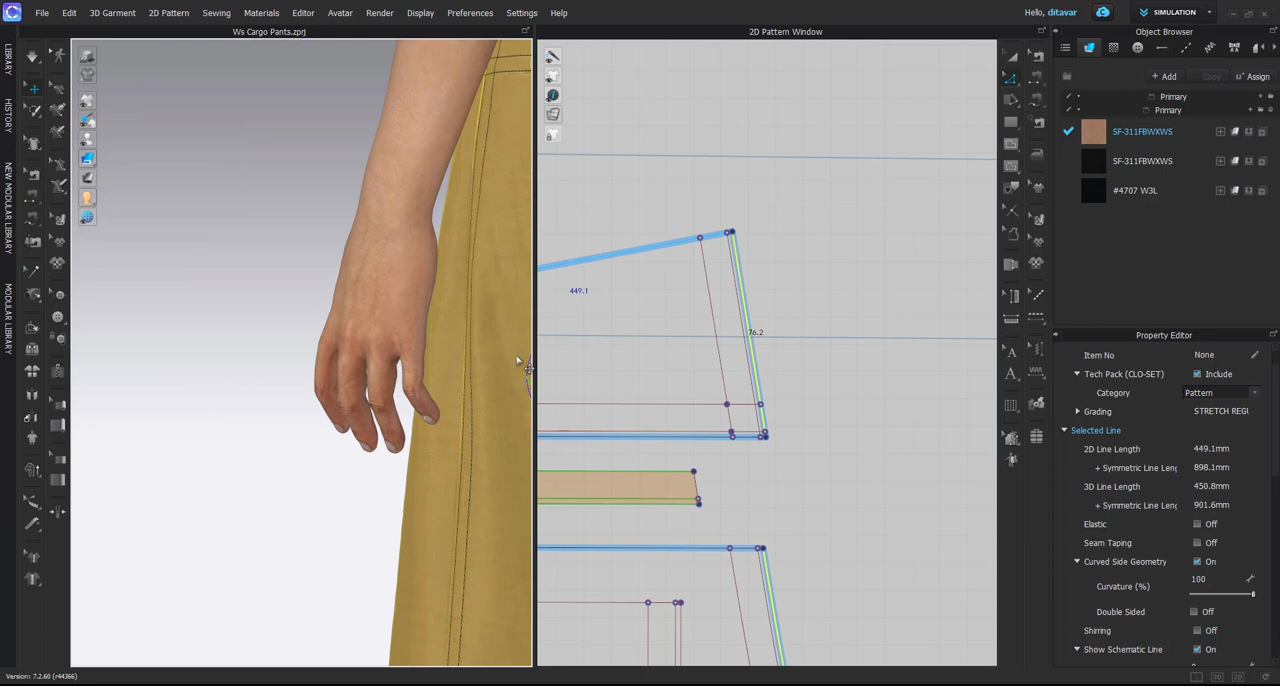 File Edit 3D Garment 2D Pattern Sewing Materials Editor Avatar Render Display Preferences Settings Help
Hello, ditavar
SIMULATION
Ws Cargo Pants.zprj
2D Pattern Window
Object Browser
LIBRARY
HISTORY
NEW MODULAR LIBRARY
MODULAR LIBRARY
+ Add Copy Assign
Primary
Primary
SF-311FBWXWS
SF-311FBWXWS
#4707 W3L
449.1
76.2
Property Editor
Item No None
Tech Pack (CLO-SET) Include
Category Pattern
Grading STRETCH REGU
Selected Line
2D Line Length 449.1mm
+ Symmetric Line Leng 898.1mm
3D Line Length 450.8mm
+ Symmetric Line Leng 901.6mm
Elastic Off
Seam Taping Off
Curved Side Geometry On
Curvature (%) 100
Double Sided Off
Shirring Off
Show Schematic Line On
Version: 7.2.60 (r44366)
3D 2D